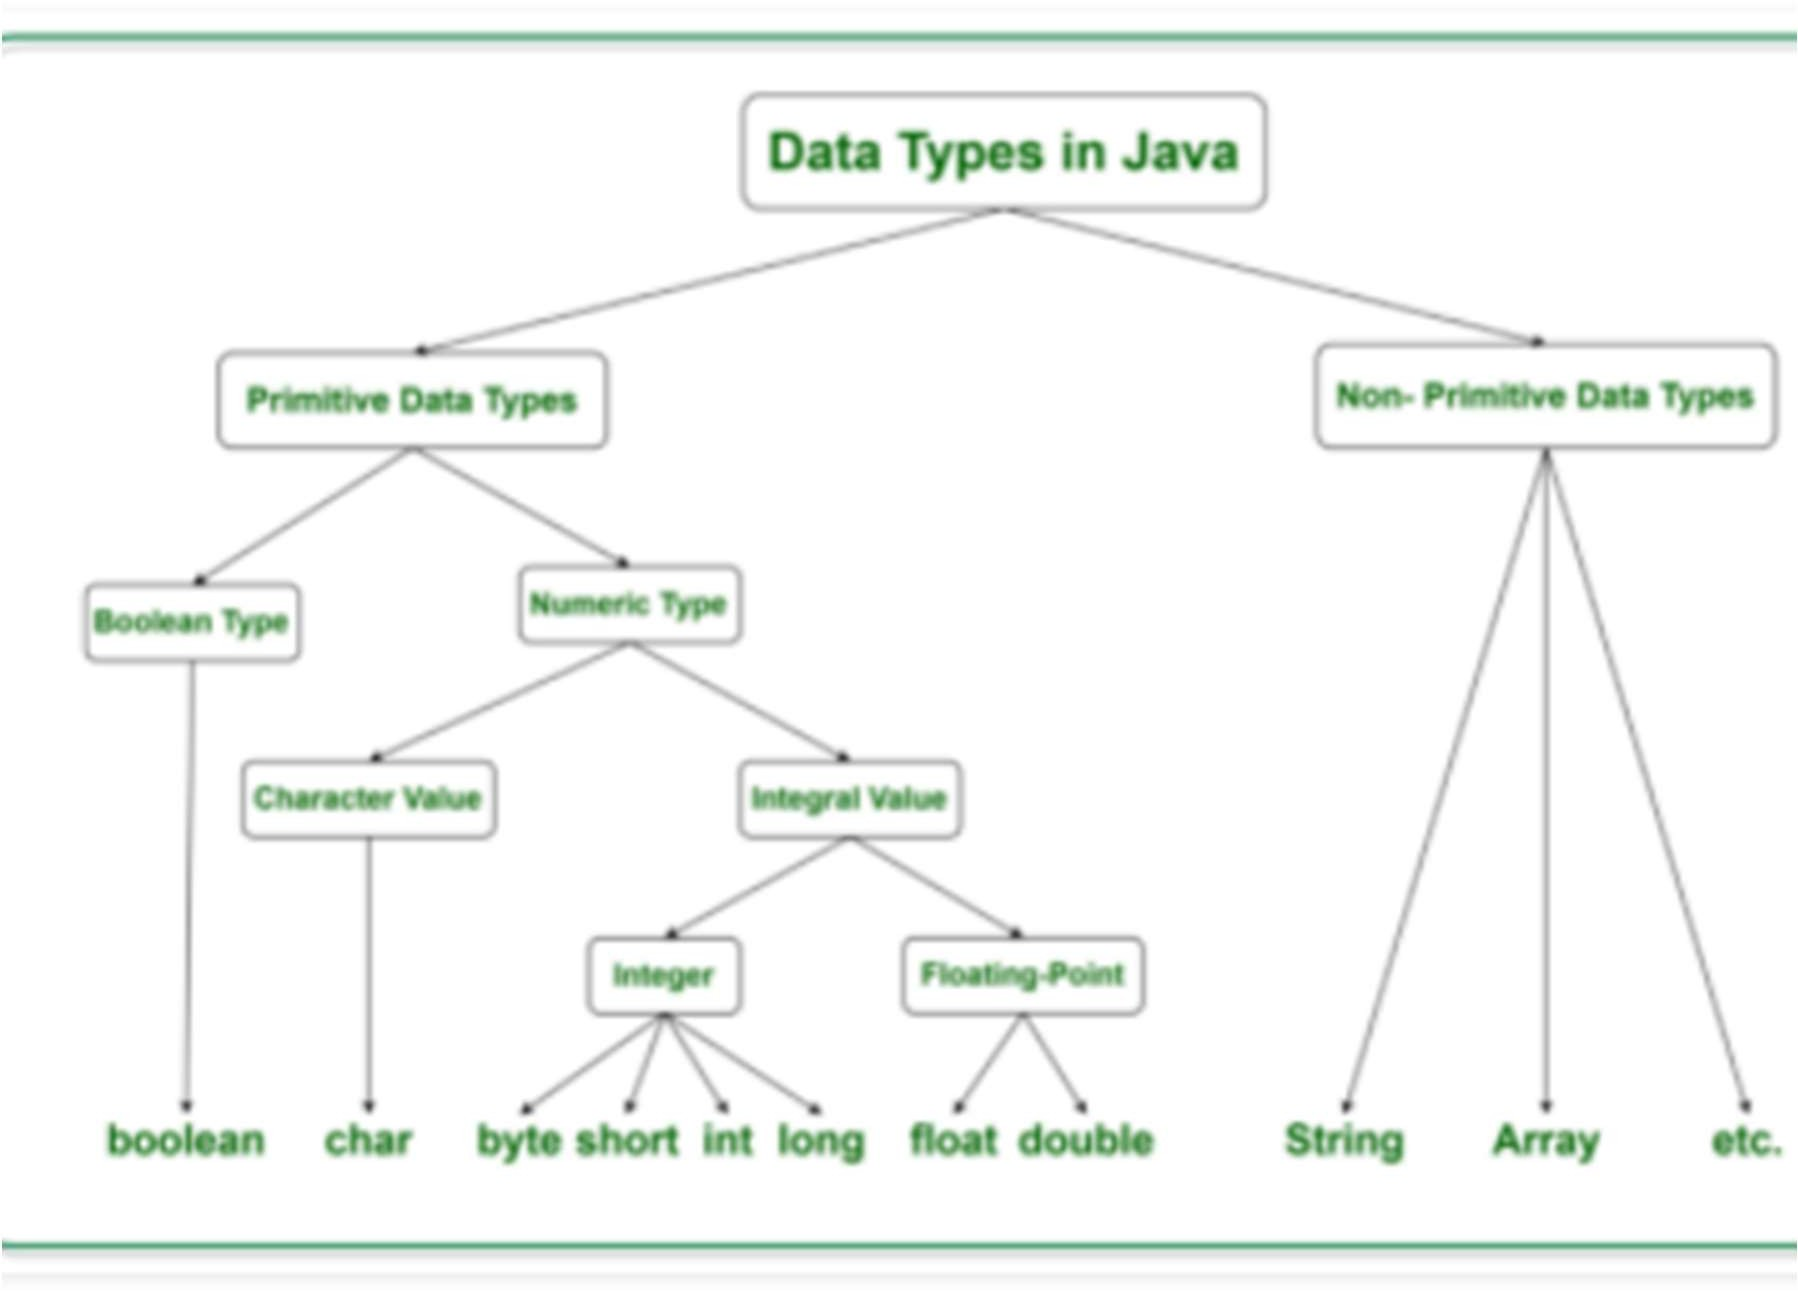 Data Types in Java
Primitive Data Types
Non- Primitive Data Types
Boolean Type
Numeric Type
Character Value
Integral Value
Integer
Floating-Point
boolean char byte short int long float double String Array etc.